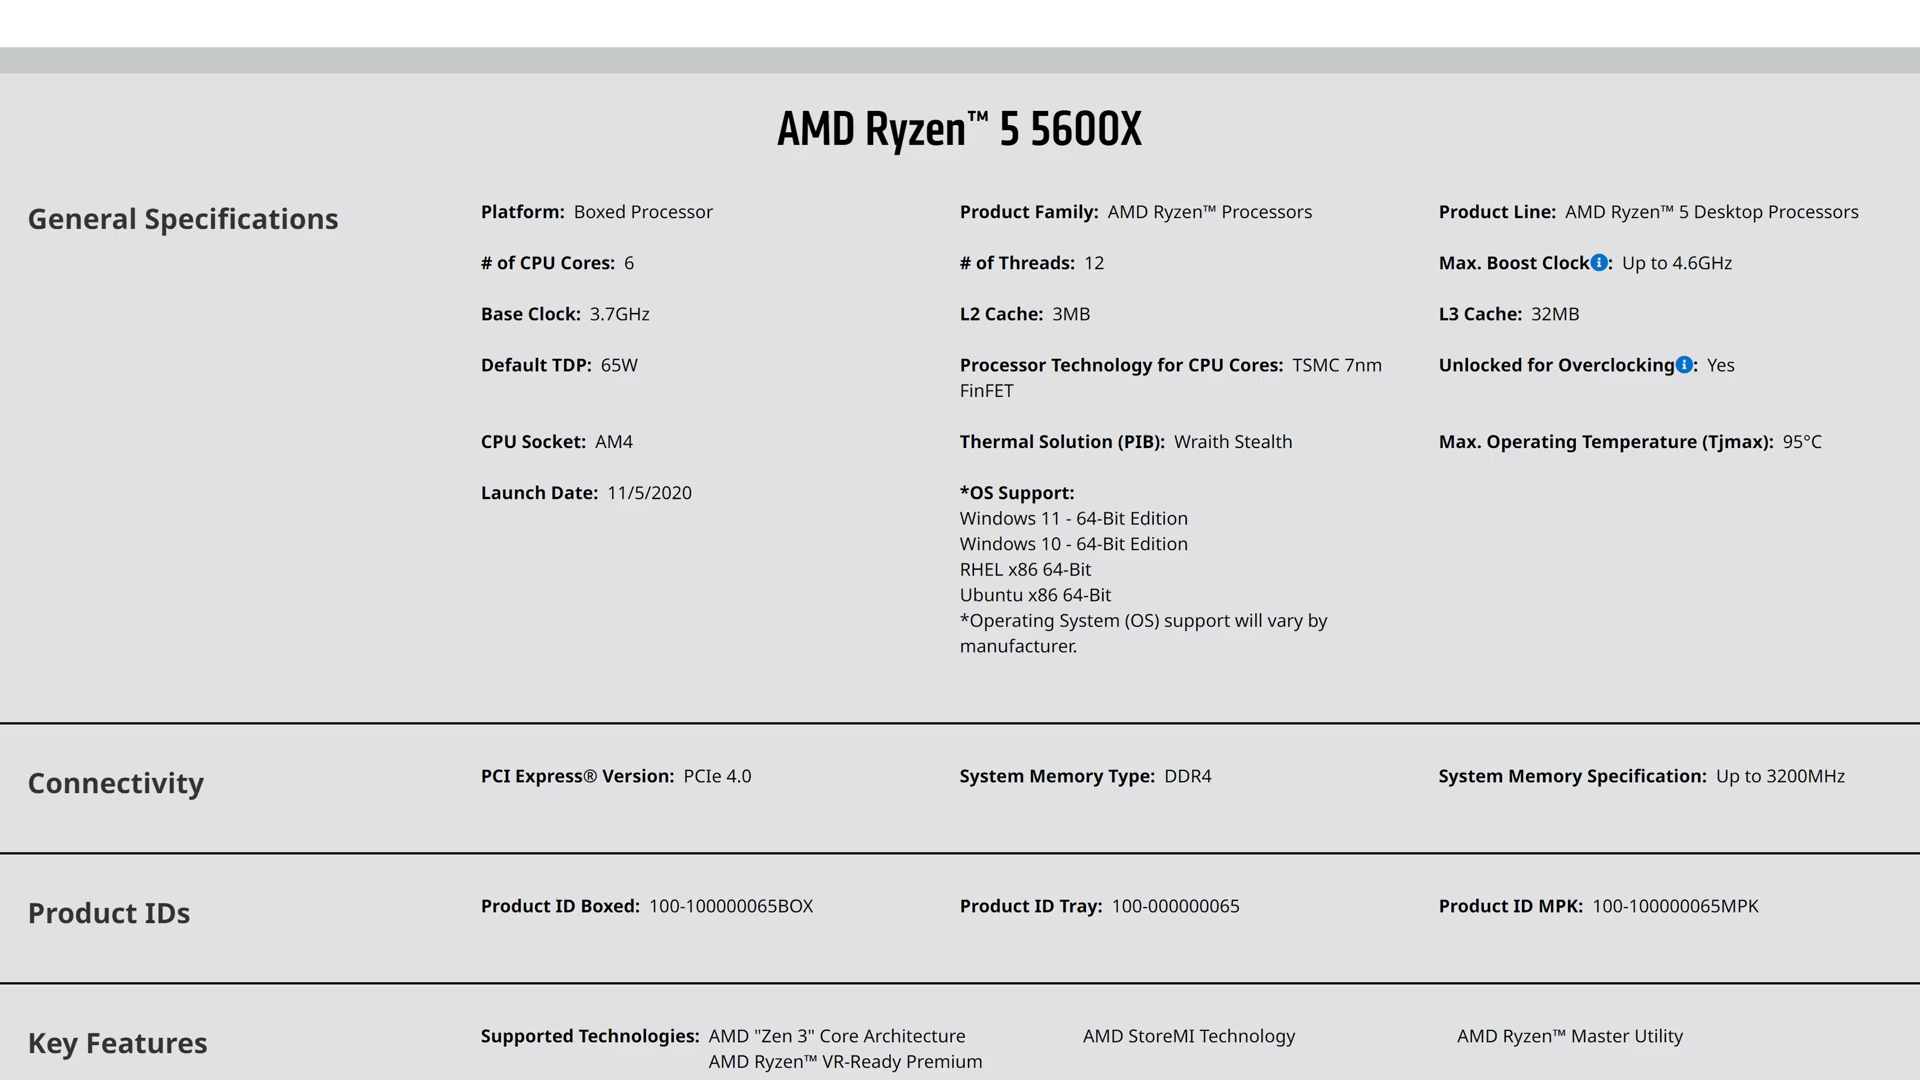 AMD Ryzen™ 5 5600X
General Specifications
Platform: Boxed Processor
Product Family: AMD Ryzen™ Processors
Product Line: AMD Ryzen™ 5 Desktop Processors
# of CPU Cores: 6
# of Threads: 12
Max. Boost Clock: Up to 4.6GHz
Base Clock: 3.7GHz
L2 Cache: 3MB
L3 Cache: 32MB
Default TDP: 65W
Processor Technology for CPU Cores: TSMC 7nm
FinFET
Unlocked for Overclocking: Yes
CPU Socket: AM4
Thermal Solution (PIB): Wraith Stealth
Max. Operating Temperature (Tjmax): 95°C
Launch Date: 11/5/2020
*OS Support:
Windows 11 - 64-Bit Edition
Windows 10 - 64-Bit Edition
RHEL x86 64-Bit
Ubuntu x86 64-Bit
*Operating System (OS) support will vary by
manufacturer.
Connectivity
PCI Express® Version: PCIe 4.0
System Memory Type: DDR4
System Memory Specification: Up to 3200MHz
Product IDs
Product ID Boxed: 100-100000065BOX
Product ID Tray: 100-000000065
Product ID MPK: 100-100000065MPK
Key Features
Supported Technologies: AMD "Zen 3" Core Architecture
AMD Ryzen™ VR-Ready Premium
AMD StoreMI Technology
AMD Ryzen™ Master Utility